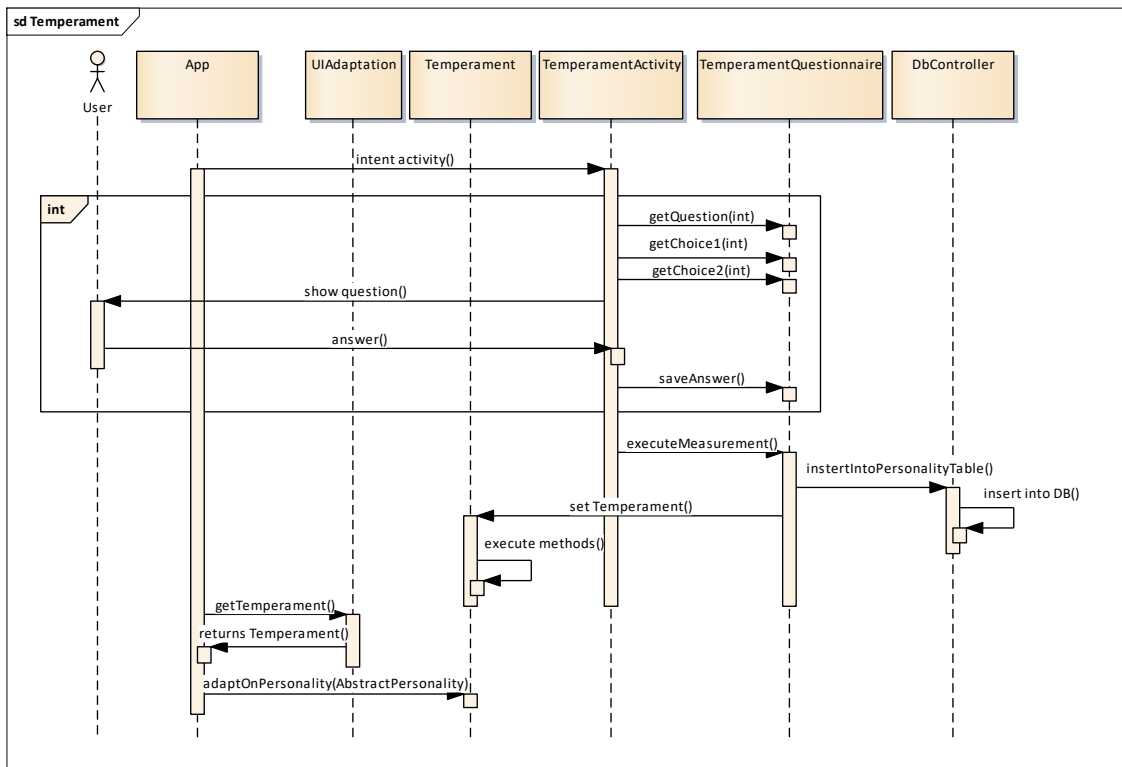 sd Temperament
User
App
UIAdaptation
Temperament
TemperamentActivity
TemperamentQuestionnaire
DbController
intent activity()
int
getQuestion(int)
getChoice1(int)
getChoice2(int)
show question()
answer()
saveAnswer()
executeMeasurement()
instertIntoPersonalityTable()
insert into DB()
set Temperament()
execute methods()
getTemperament()
returns Temperament()
adaptOnPersonality(AbstractPersonality)